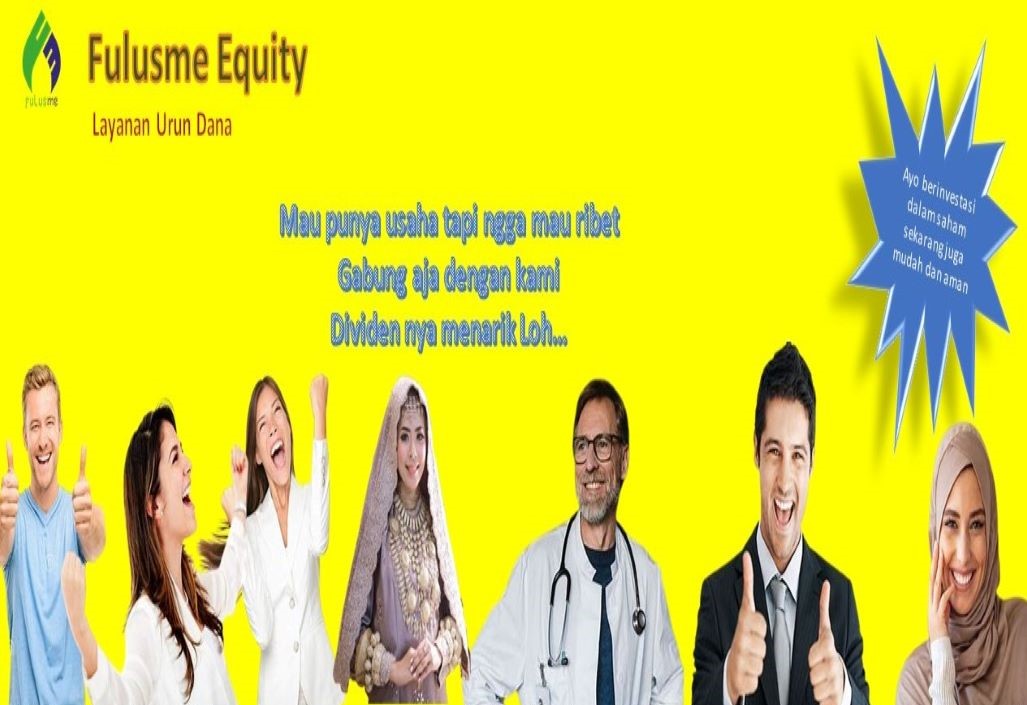 fulusme
Fulusme Equity
Layanan Urun Dana
Mau punya usaha tapi ngga mau ribet
Gabung aja dengan kami
Dividen nya menarik Loh...
Ayo berinvestasi
dalam saham
sekarang juga
mudah dan aman